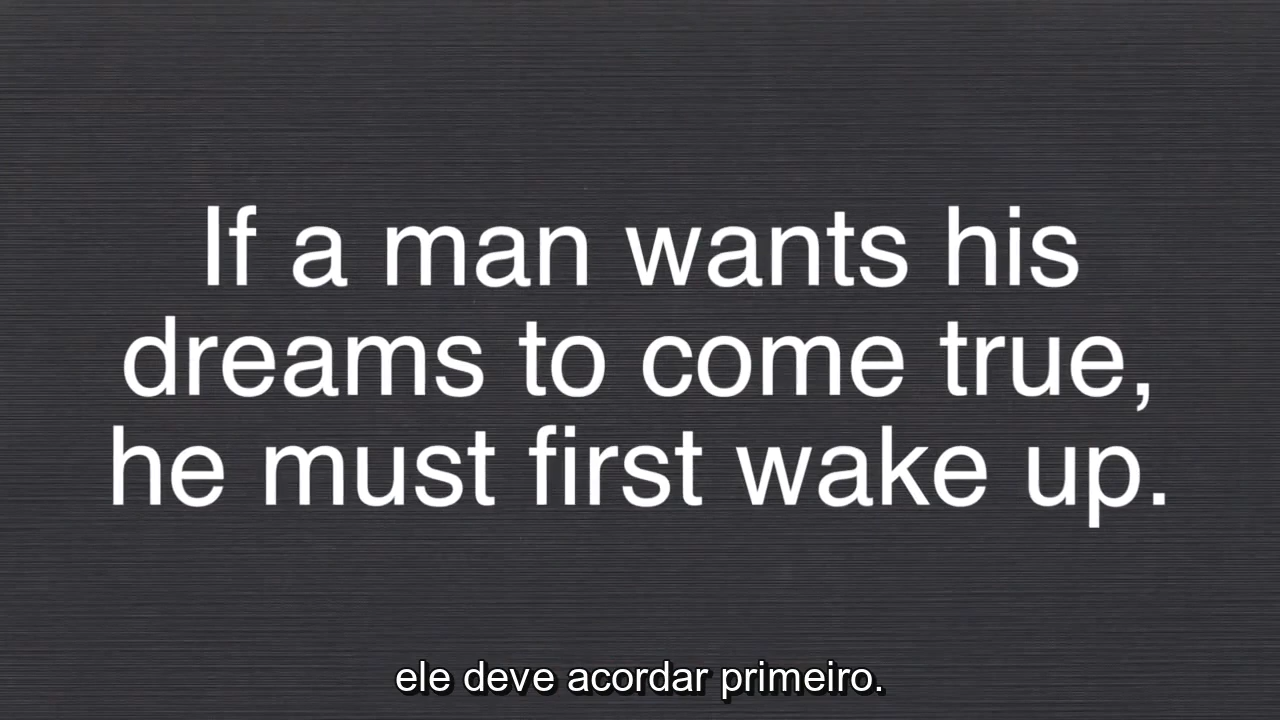 If a man wants his
dreams to come true,
he must first wake up.
ele deve acordar primeiro.